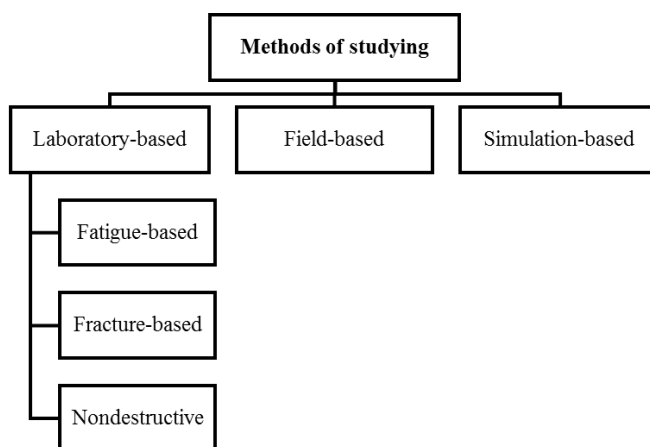 Methods of studying
Laboratory-based
Field-based
Simulation-based
Fatigue-based
Fracture-based
Nondestructive